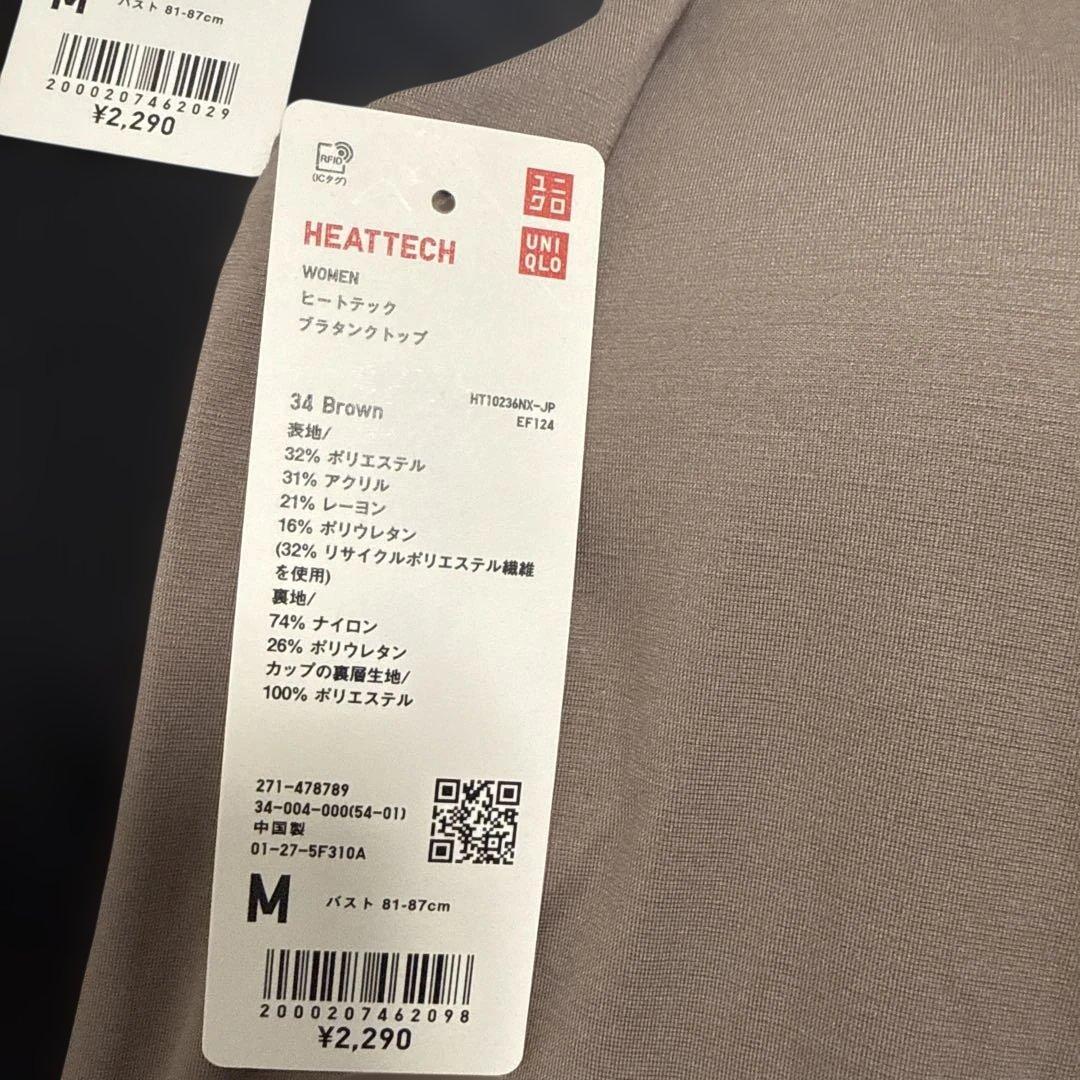 M バスト 81-87cm
2000207462029
¥2,290
RFID
(ICタグ)
ユニ
クロ
UNI
QLO
HEATTECH
WOMEN
ヒートテック
ブラタンクトップ
34 Brown
HT10236NX-JP
EF124
表地/
32% ポリエステル
31% アクリル
21% レーヨン
16% ポリウレタン
(32% リサイクルポリエステル繊維
を使用)
裏地/
74% ナイロン
26% ポリウレタン
カップの裏層生地/
100% ポリエステル
271-478789
34-004-000(54-01)
中国製
01-27-5F310A
M バスト 81-87cm
2000207462098
¥2,290